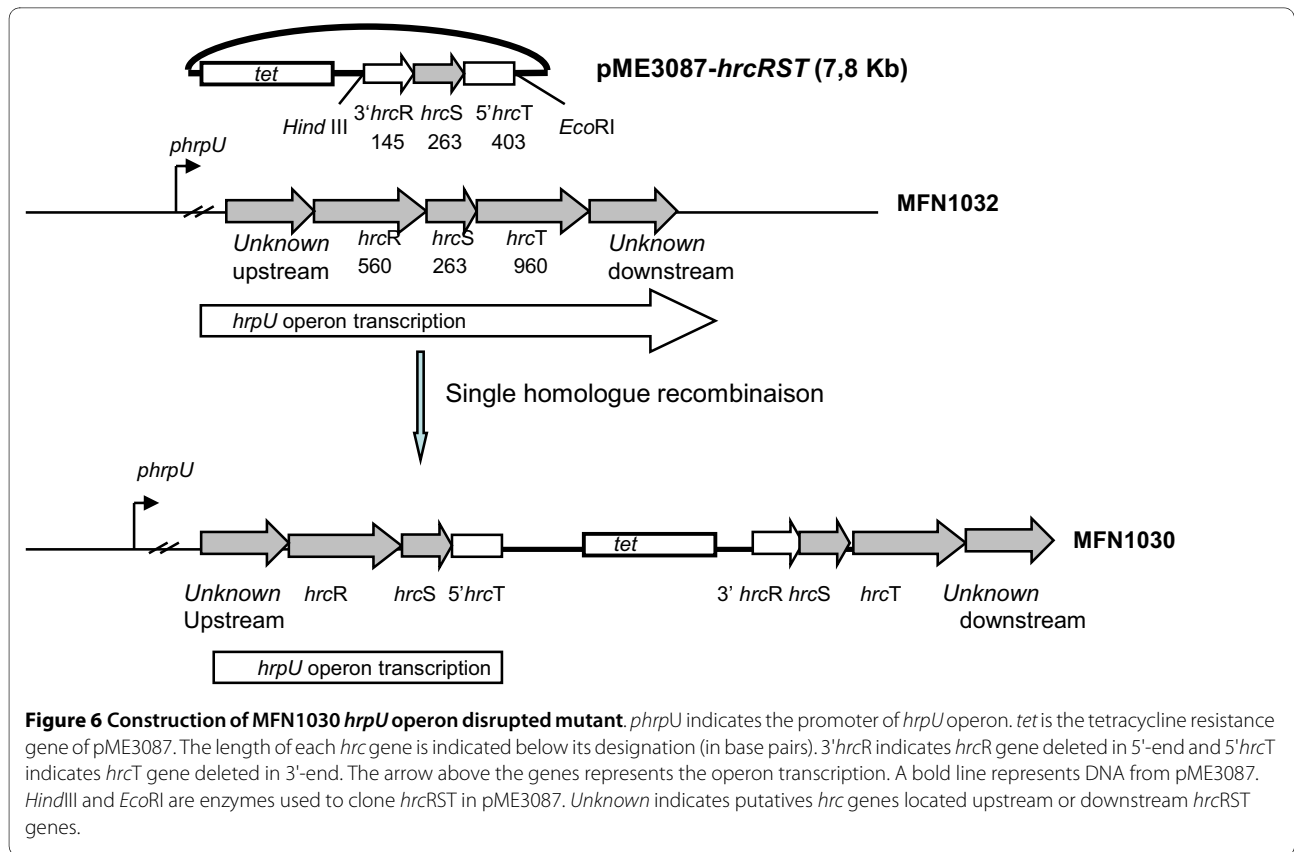 tet
pME3087-hrcRST (7,8 Kb)
Hind III 3‘hrcR hrcS 5’hrcT EcoRI
145 263 403
phrpU
MFN1032
Unknown hrcR hrcS hrcT Unknown
upstream 560 263 960 downstream
hrpU operon transcription
Single homologue recombinaison
phrpU
tet
MFN1030
Unknown hrcR hrcS 5’hrcT 3’ hrcR hrcS hrcT Unknown
Upstream downstream
hrpU operon transcription
Figure 6 Construction of MFN1030 hrpU operon disrupted mutant. phrpU indicates the promoter of hrpU operon. tet is the tetracycline resistance
gene of pME3087. The length of each hrc gene is indicated below its designation (in base pairs). 3'hrcR indicates hrcR gene deleted in 5'-end and 5'hrcT
indicates hrcT gene deleted in 3'-end. The arrow above the genes represents the operon transcription. A bold line represents DNA from pME3087.
HindIII and EcoRI are enzymes used to clone hrcRST in pME3087. Unknown indicates putatives hrc genes located upstream or downstream hrcRST
genes.